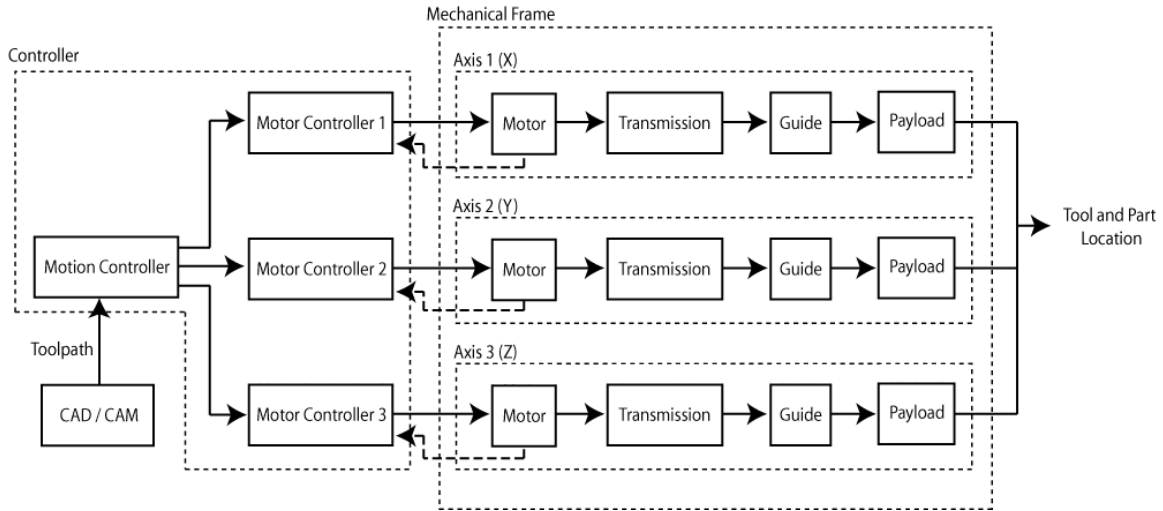 Mechanical Frame
Controller
Axis 1 (X)
Motor Controller 1
Motor
Transmission
Guide
Payload
Axis 2 (Y)
Motion Controller
Motor Controller 2
Motor
Transmission
Guide
Payload
Tool and Part
Location
Toolpath
Axis 3 (Z)
CAD / CAM
Motor Controller 3
Motor
Transmission
Guide
Payload